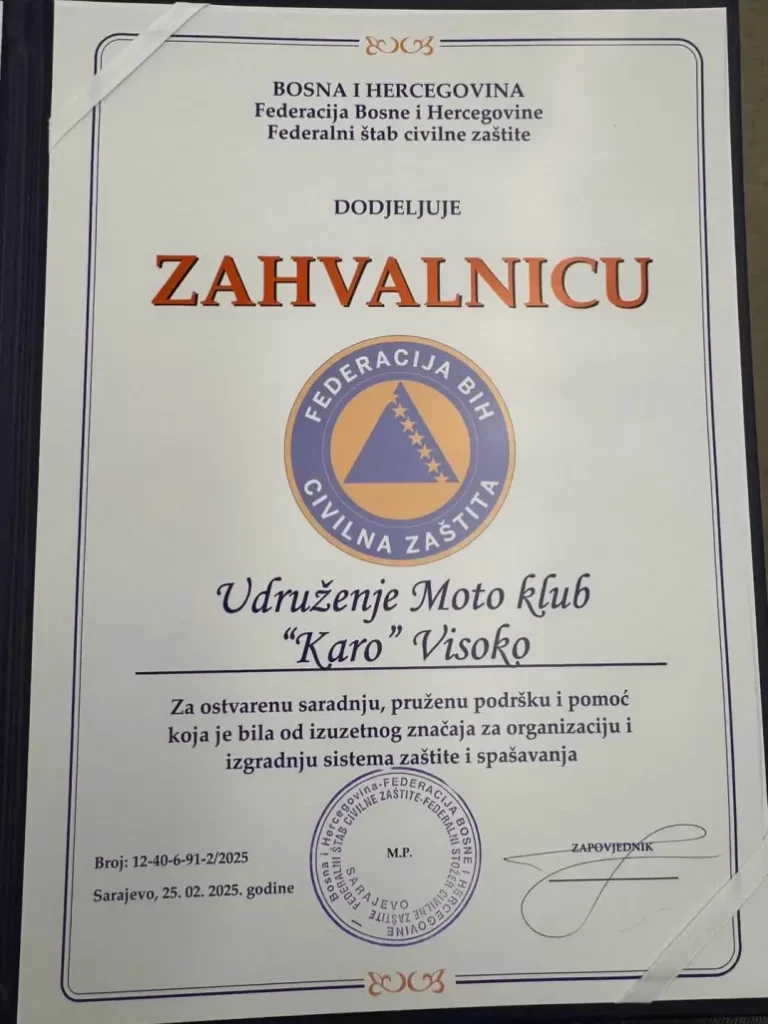 BOSNA I HERCEGOVINA
Federacija Bosne i Hercegovine
Federalni štab civilne zaštite
DODJELJUJE
ZAHVALNICU
FEDERACIJA BIH
CIVILNA ZAŠTITA
Udruženje Moto klub
“Karo” Visoko
Za ostvarenu saradnju, pruženu podršku i pomoć
koja je bila od izuzetnog značaja za organizaciju i
izgradnju sistema zaštite i spašavanja
Bosna i Hercegovina-FEDERACIJA BOSNE I HERCEGOVINE
FEDERALNI ŠTAB CIVILNE ZAŠTITE-FEDERALNI STOŽER CIVILNE ZAŠTITE
SARAJEVO
M.P.
ZAPOVJEDNIK
Broj: 12-40-6-91-2/2025
Sarajevo, 25. 02. 2025. godine